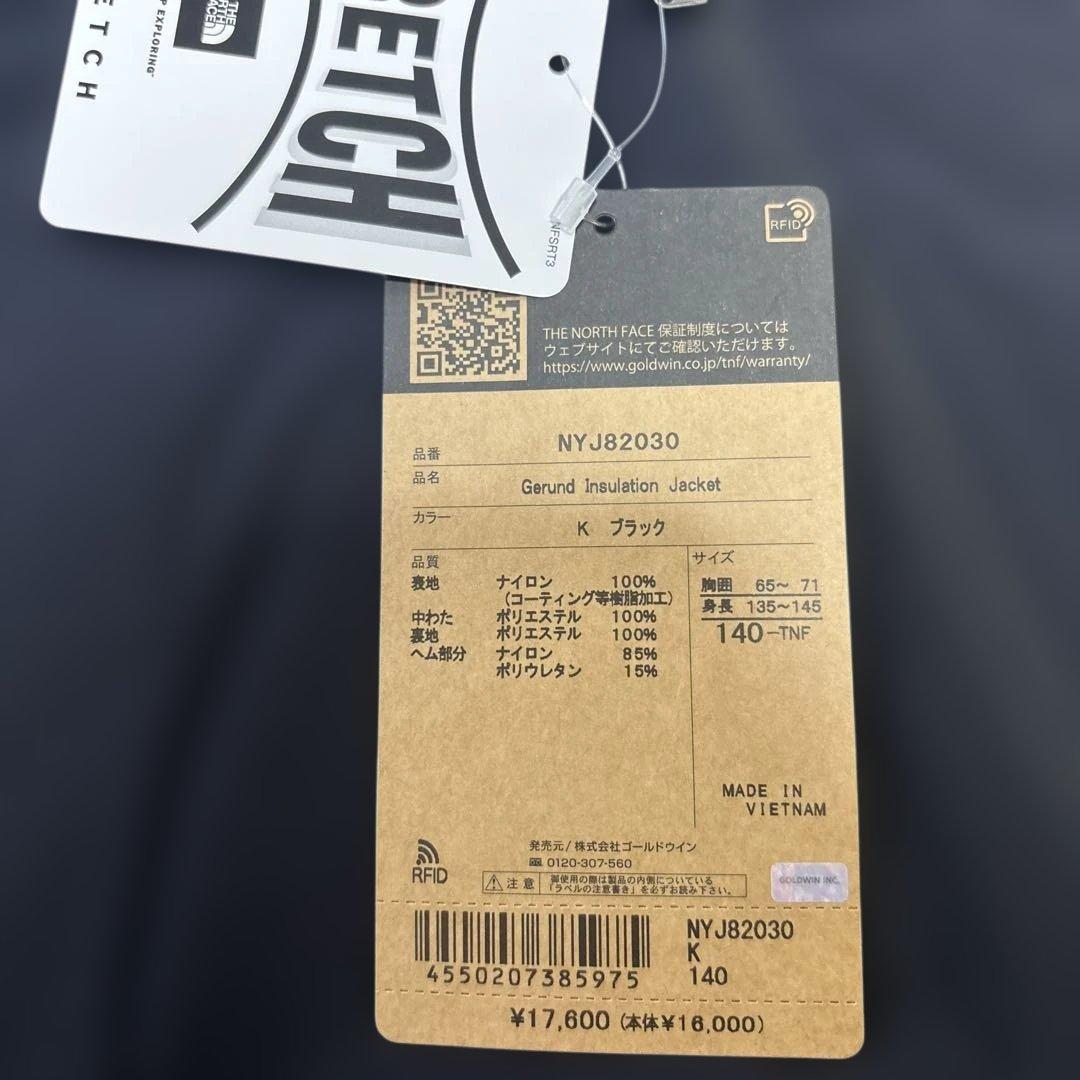 THE
NORTH
FACE
EXPLORING
ETCH
RETCH
NFSRT3
RFID
THE NORTH FACE 保証制度については
ウェブサイトにてご確認いただけます。
https://www.goldwin.co.jp/tnf/warranty/
品番 NYJ82030
品名 Gerund Insulation Jacket
カラー K ブラック
品質
表地 ナイロン 100%
(コーティング等樹脂加工)
中わた ポリエステル 100%
裏地 ポリエステル 100%
ヘム部分 ナイロン 85%
ポリウレタン 15%
サイズ
胸囲 65~ 71
身長 135~145
140-TNF
MADE IN
VIETNAM
発売元/株式会社ゴールドウイン
0120-307-560
RFID
注意 御使用の際は製品の内側についている
「ラベルの注意書き」を必ずお読み下さい。
GOLDWIN INC.
4550207385975
NYJ82030
K
140
¥17,600 (本体¥16,000)